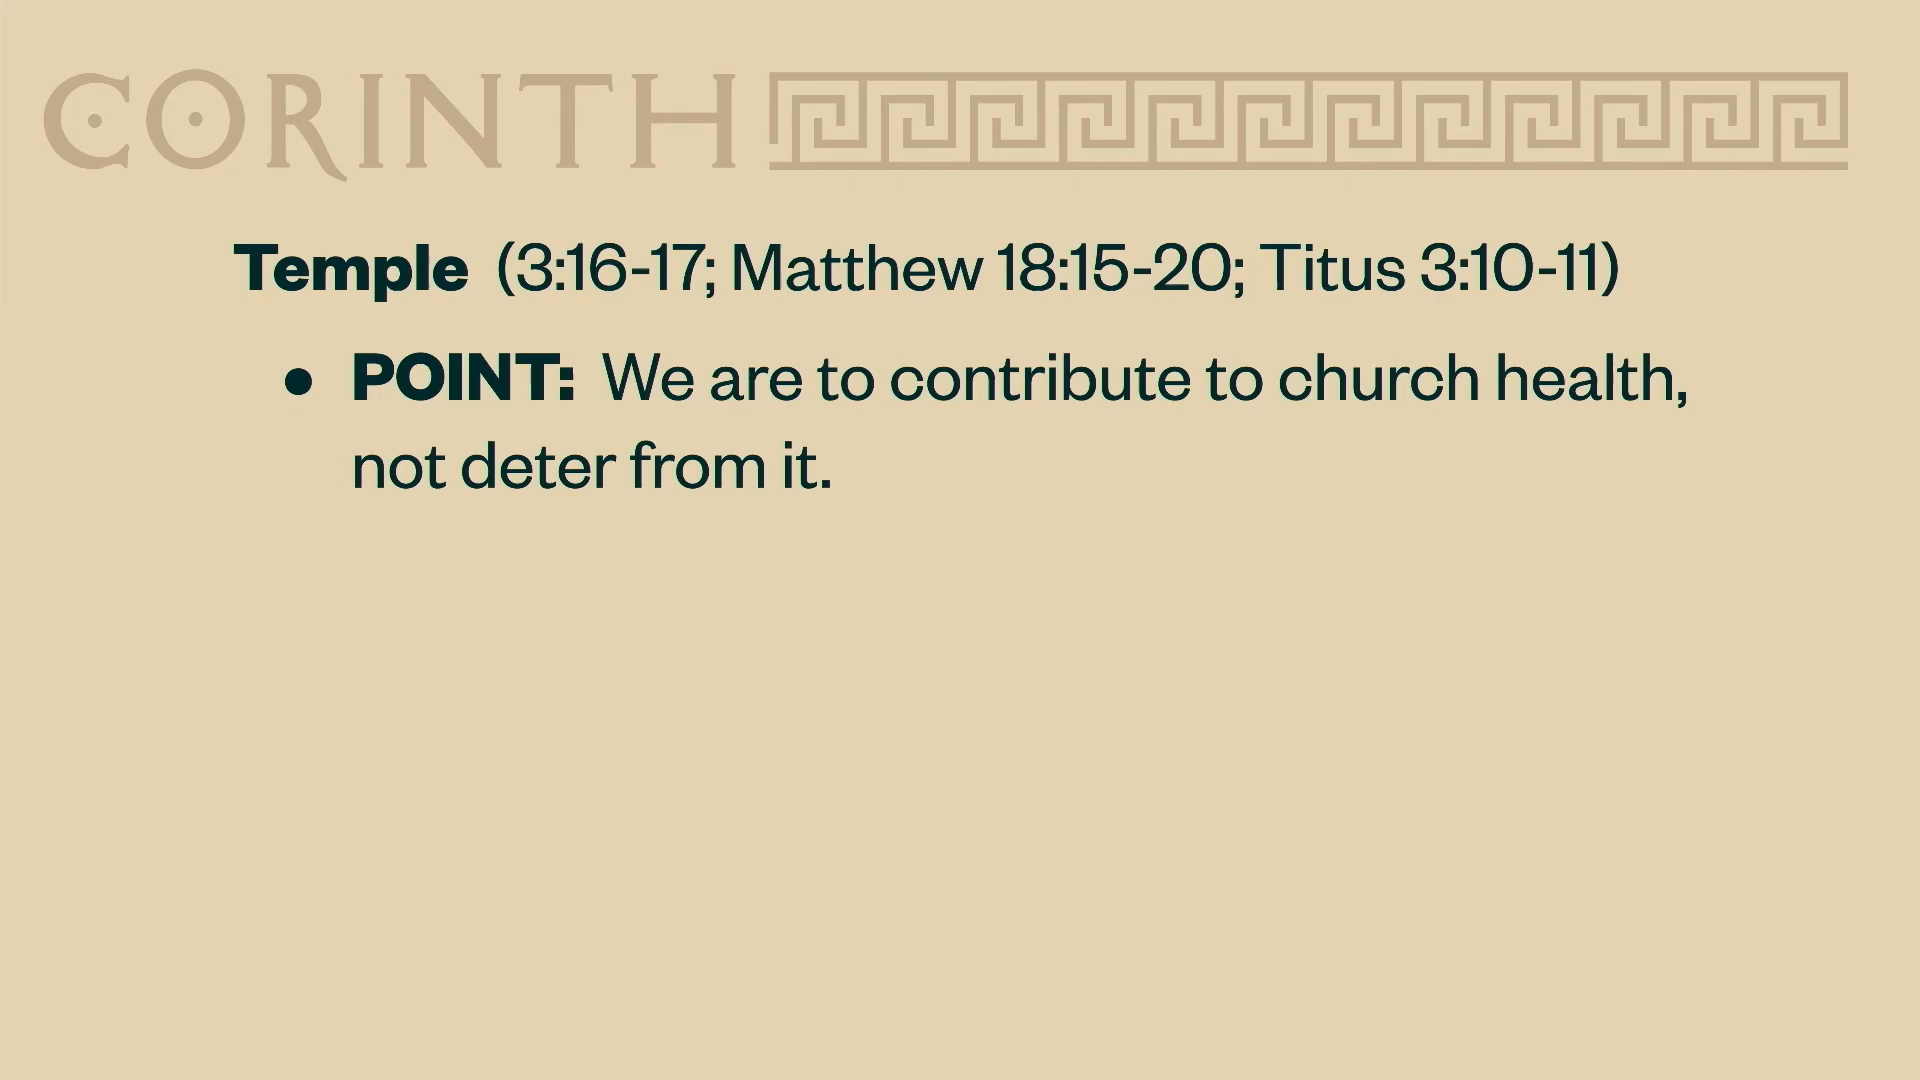 CORINTH
Temple (3:16-17; Matthew 18:15-20; Titus 3:10-11)
• POINT: We are to contribute to church health,
not deter from it.